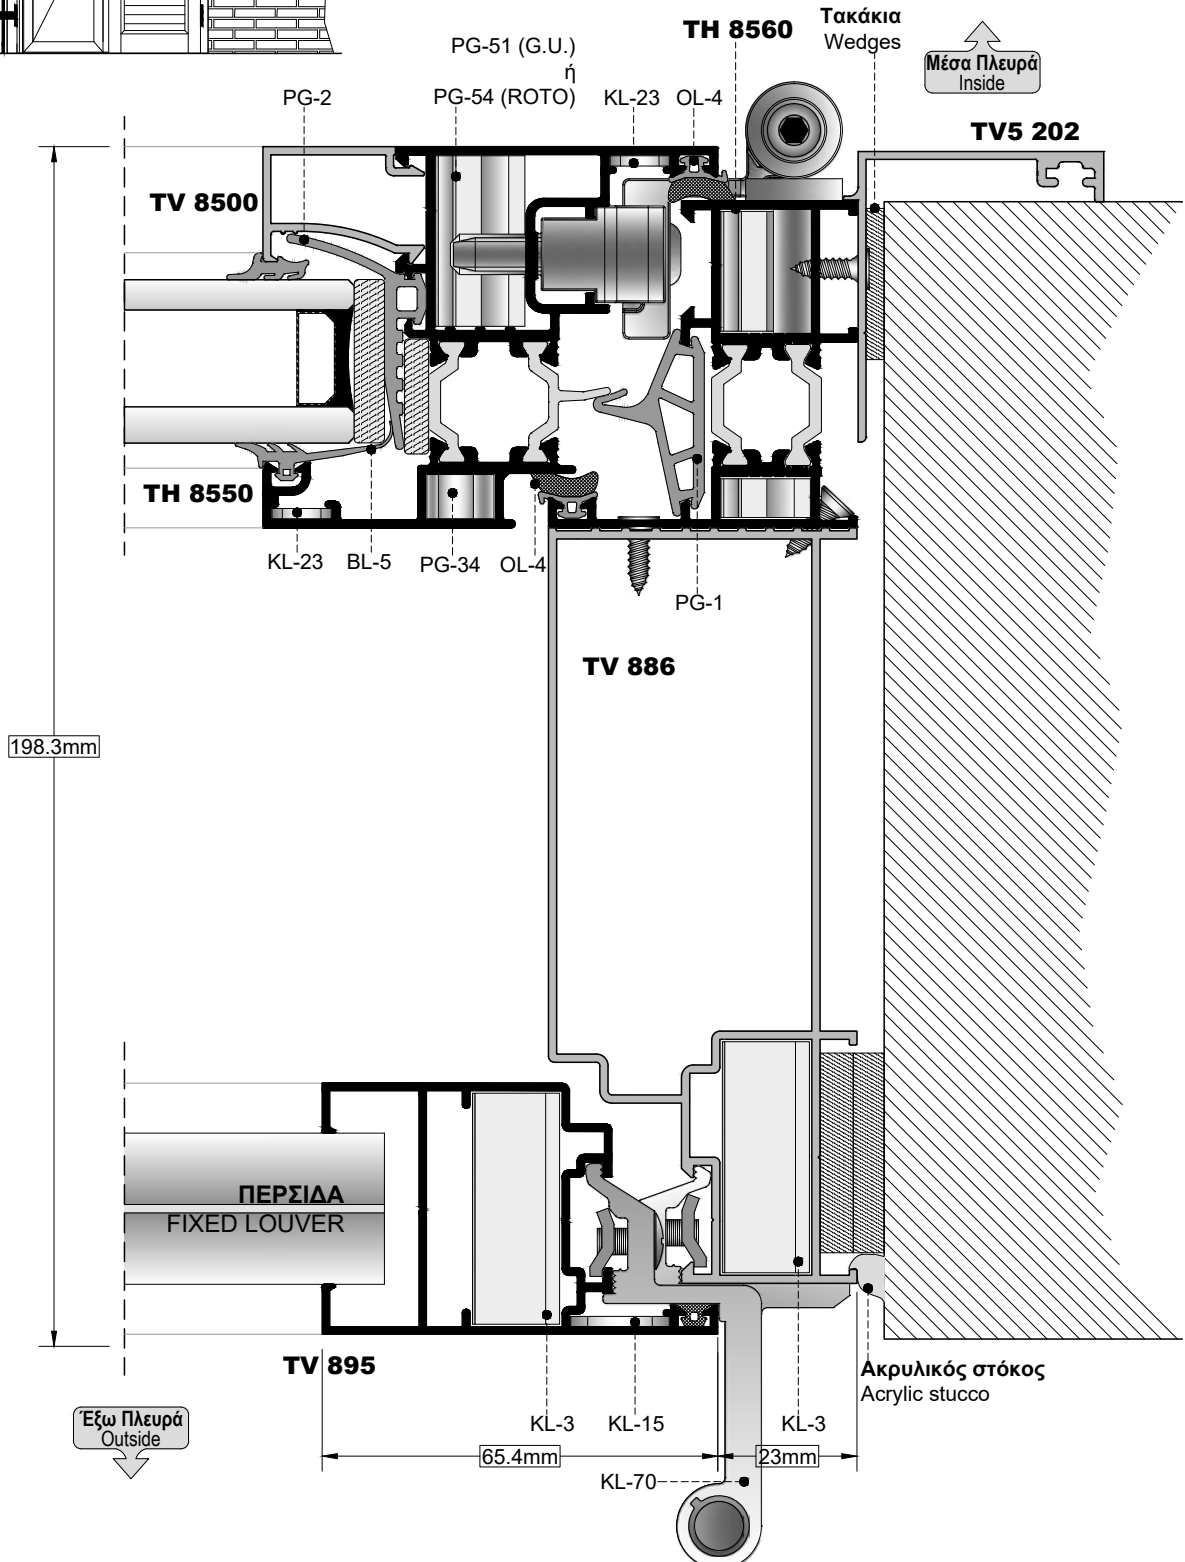 Τακάκια
Wedges
TH 8560
PG-51 (G.U.)
ή
PG-54 (ROTO)
Μέσα Πλευρά
Inside
PG-2
KL-23
OL-4
TV5 202
TV 8500
TH 8550
KL-23
BL-5
PG-34
OL-4
PG-1
TV 886
198.3mm
ΠΕΡΣΙΔΑ
FIXED LOUVER
TV 895
Ακρυλικός στόκος
Acrylic stucco
Έξω Πλευρά
Outside
KL-3
KL-15
KL-3
65.4mm
23mm
KL-70